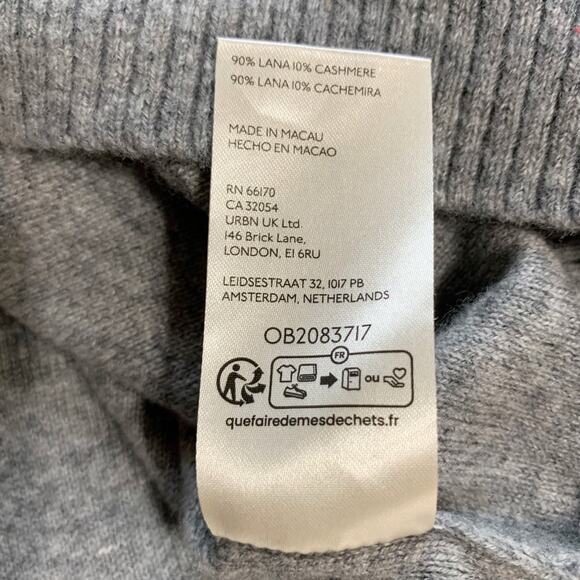 90% LANA 10% CASHMERE
90% LANA 10% CACHEMIRA
MADE IN MACAU
HECHO EN MACAO
RN 66170
CA 32054
URBN UK Ltd.
146 Brick Lane,
LONDON, E1 6RU
LEIDSESTRAAT 32, 1017 PB
AMSTERDAM, NETHERLANDS
OB2083717
FR
ou
quefairedemesdechets.fr